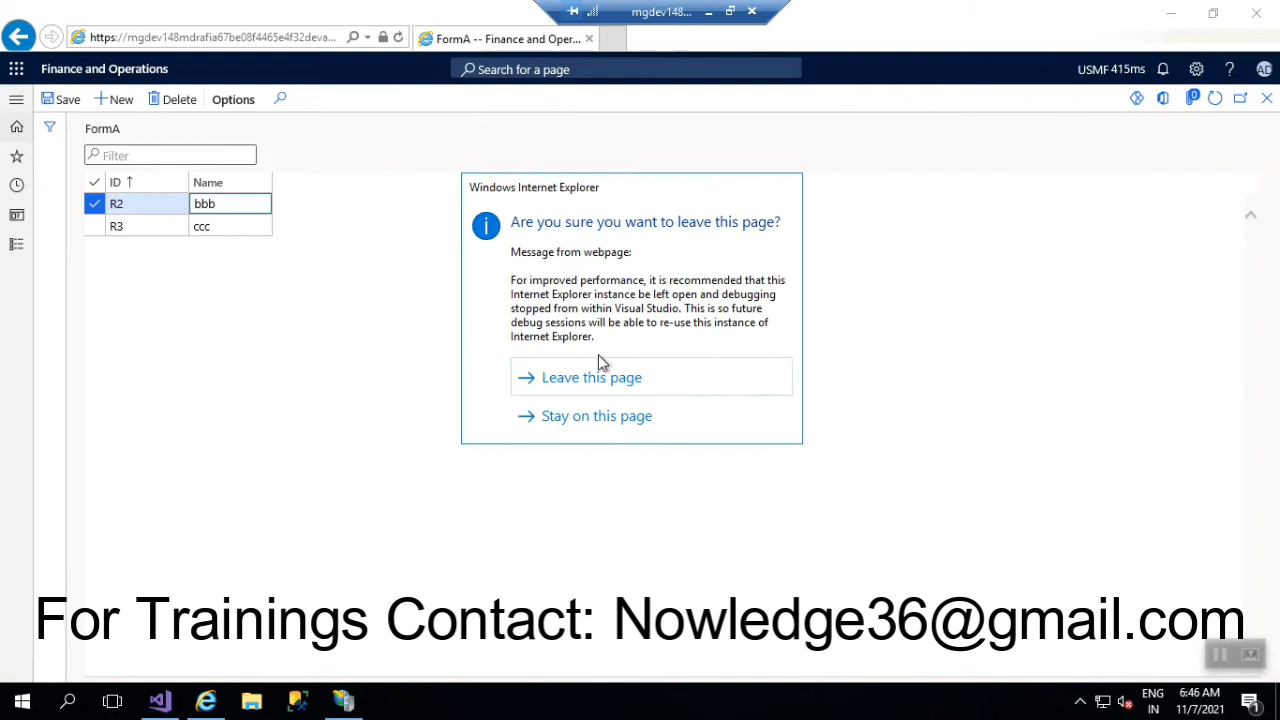 mgdev148...
https://mgdev148mdrafia67be08f4465e4f32deva...
FormA -- Finance and Oper...
Finance and Operations
Search for a page
USMF 415ms
?
AD
Save
New
Delete
Options
0
FormA
Filter
ID ↑
Name
R2
bbb
R3
ccc
Windows Internet Explorer
Are you sure you want to leave this page?
Message from webpage:
For improved performance, it is recommended that this
Internet Explorer instance be left open and debugging
stopped from within Visual Studio. This is so future
debug sessions will be able to re-use this instance of
Internet Explorer.
Leave this page
Stay on this page
For Trainings Contact: Nowledge36@gmail.com
ENG
IN
6:46 AM
11/7/2021
1